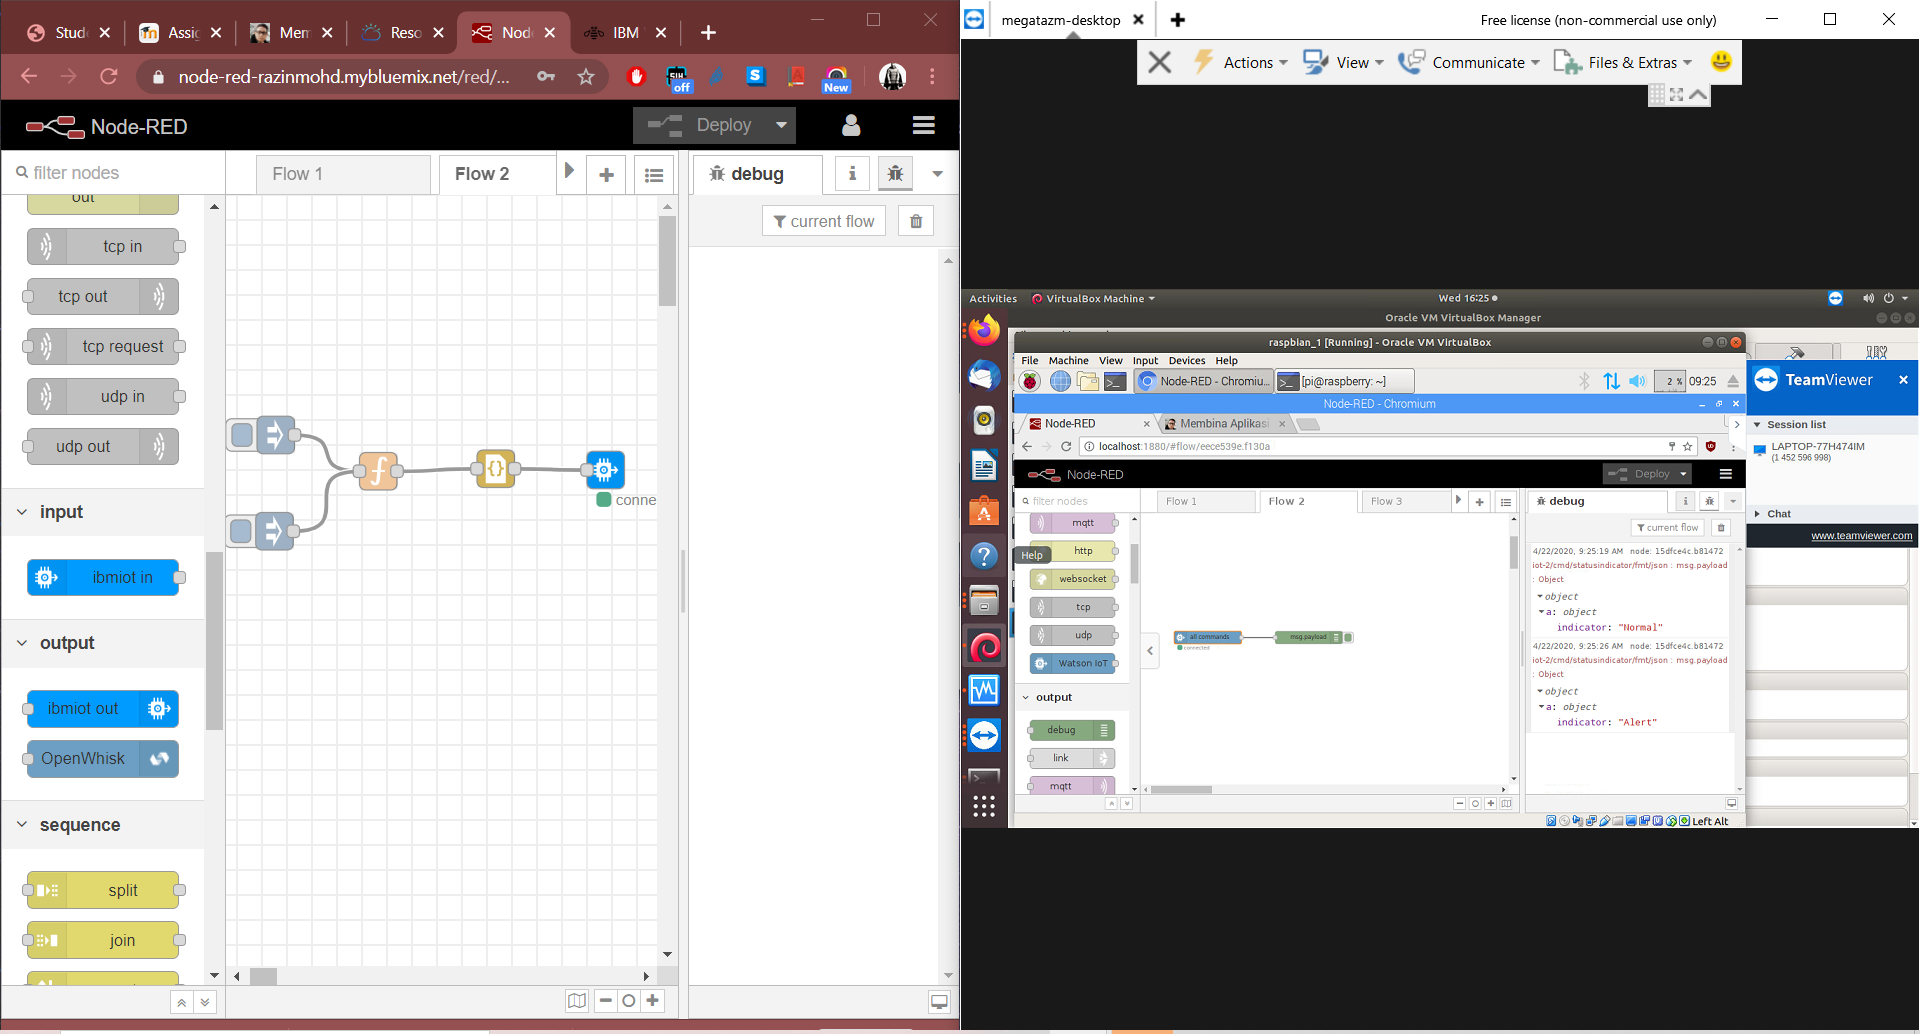 Stud
Assig
Mem
Reso
Node
IBM
node-red-razinmohd.mybluemix.net/red/...
off
New
Node-RED
Deploy
filter nodes
Flow 1
Flow 2
debug
current flow
out
tcp in
tcp out
tcp request
udp in
udp out
input
ibmiot in
output
ibmiot out
OpenWhisk
sequence
split
join
conne
megatazm-desktop
Free license (non-commercial use only)
Actions
View
Communicate
Files & Extras
Activities
VirtualBox Machine
Wed 16:25
Oracle VM VirtualBox Manager
raspbian_1 [Running] - Oracle VM VirtualBox
File Machine View Input Devices Help
Node-RED - Chromiu...
[pi@raspberry: ~]
2 %
09:25
Node-RED - Chromium
Node-RED
Membina Aplikasi
localhost:1880/#flow/eece539e.f130a
Node-RED
Deploy
filter nodes
Flow 1
Flow 2
Flow 3
debug
current flow
mqtt
http
Help
websocket
tcp
udp
Watson IoT
output
debug
link
mqtt
all commands
connected
msg.payload
4/22/2020, 9:25:19 AM node: 15dfce4c.b81472
iot-2/cmd/statusindicator/fmt/json : msg.payload
: Object
object
a: object
indicator: "Normal"
4/22/2020, 9:25:26 AM node: 15dfce4c.b81472
iot-2/cmd/statusindicator/fmt/json : msg.payload
: Object
object
a: object
indicator: "Alert"
Left Alt
TeamViewer
Session list
LAPTOP-77H474IM
(1 452 596 998)
Chat
www.teamviewer.com